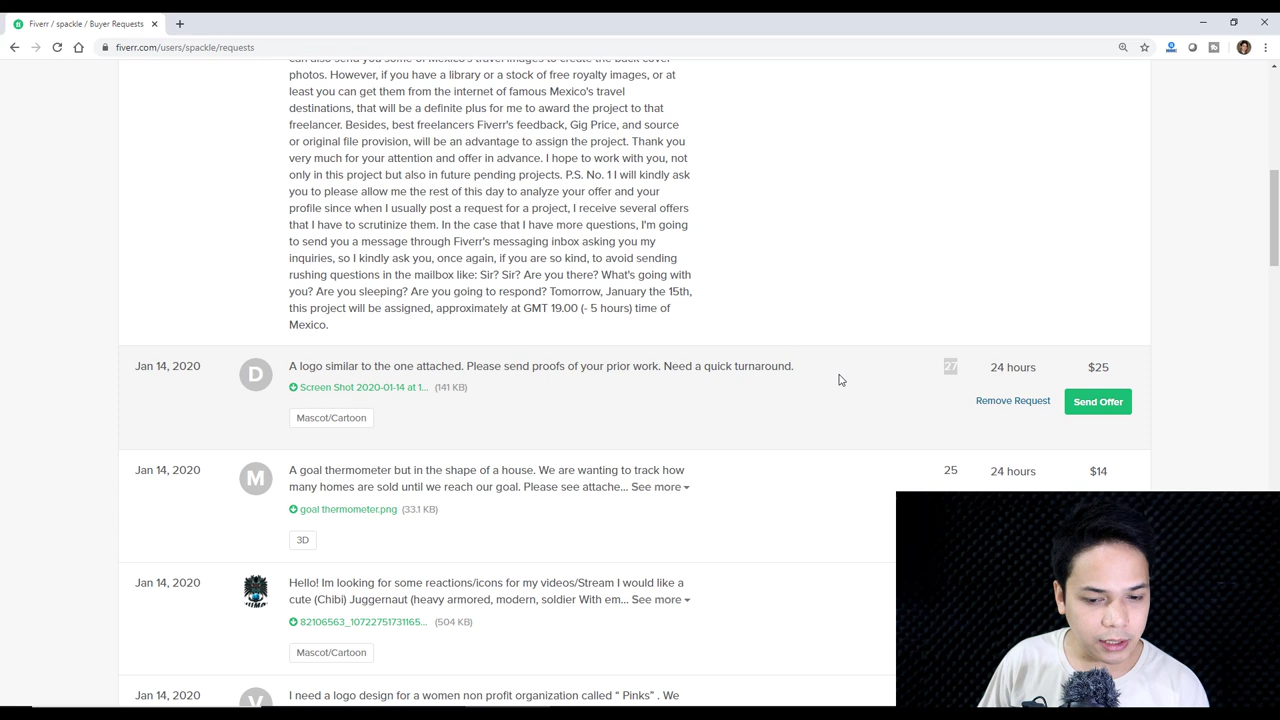 Fiverr / spackle / Buyer Requests
fiverr.com/users/spackle/requests
photos. However, if you have a library or a stock of free royalty images, or at
least you can get them from the internet of famous Mexico's travel
destinations, that will be a definite plus for me to award the project to that
freelancer. Besides, best freelancers Fiverr's feedback, Gig Price, and source
or original file provision, will be an advantage to assign the project. Thank you
very much for your attention and offer in advance. I hope to work with you, not
only in this project but also in future pending projects. P.S. No. 1 I will kindly ask
you to please allow me the rest of this day to analyze your offer and your
profile since when I usually post a request for a project, I receive several offers
that I have to scrutinize them. In the case that I have more questions, I'm going
to send you a message through Fiverr's messaging inbox asking you my
inquiries, so I kindly ask you, once again, if you are so kind, to avoid sending
rushing questions in the mailbox like: Sir? Sir? Are you there? What's going with
you? Are you sleeping? Are you going to respond? Tomorrow, January the 15th,
this project will be assigned, approximately at GMT 19.00 (- 5 hours) time of
Mexico.
Jan 14, 2020 D A logo similar to the one attached. Please send proofs of your prior work. Need a quick turnaround. 27 24 hours $25
Screen Shot 2020-01-14 at 1... (141 KB)
Remove Request Send Offer
Mascot/Cartoon
Jan 14, 2020 M A goal thermometer but in the shape of a house. We are wanting to track how 25 24 hours $14
many homes are sold until we reach our goal. Please see attache... See more
goal thermometer.png (33.1 KB)
3D
Jan 14, 2020 Hello! Im looking for some reactions/icons for my videos/Stream I would like a
cute (Chibi) Juggernaut (heavy armored, modern, soldier With em... See more
82106563_10722751731165... (504 KB)
Mascot/Cartoon
Jan 14, 2020 V I need a logo design for a women non profit organization called “ Pinks” . We